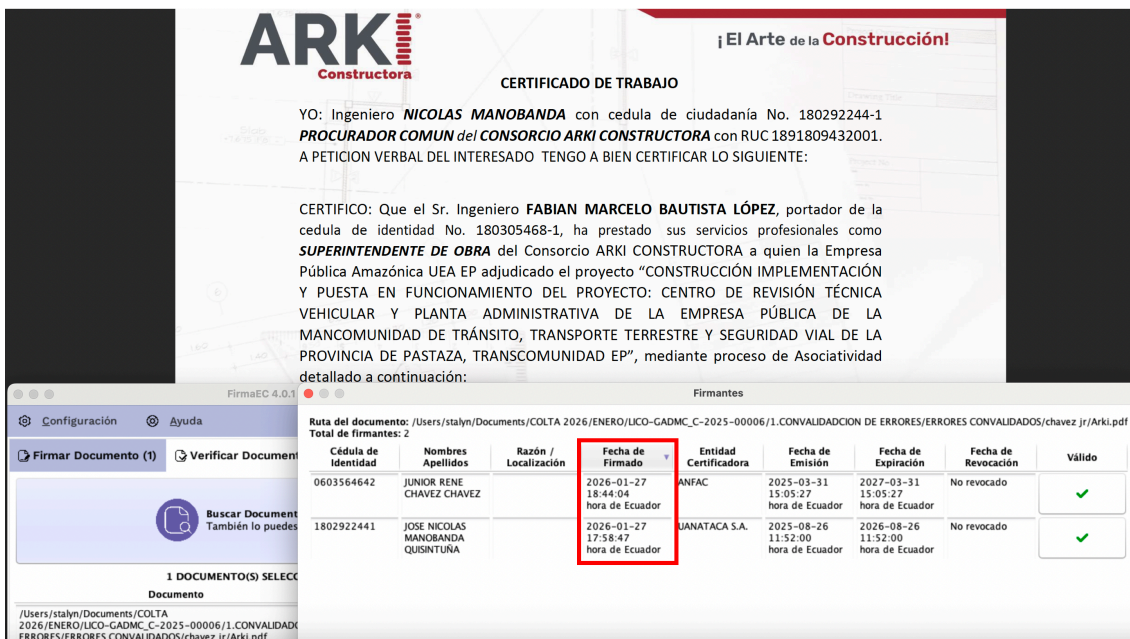 ARKI
Constructora
¡El Arte de la Construcción!
CERTIFICADO DE TRABAJO
YO: Ingeniero NICOLAS MANOBANDA con cedula de ciudadanía No. 180292244-1
PROCURADOR COMUN del CONSORCIO ARKI CONSTRUCTORA con RUC 1891809432001.
A PETICION VERBAL DEL INTERESADO TENGO A BIEN CERTIFICAR LO SIGUIENTE:
CERTIFICO: Que el Sr. Ingeniero FABIAN MARCELO BAUTISTA LÓPEZ, portador de la
cedula de identidad No. 180305468-1, ha prestado sus servicios profesionales como
SUPERINTENDENTE DE OBRA del Consorcio ARKI CONSTRUCTORA a quien la Empresa
Pública Amazónica UEA EP adjudicado el proyecto “CONSTRUCCIÓN IMPLEMENTACIÓN
Y PUESTA EN FUNCIONAMIENTO DEL PROYECTO: CENTRO DE REVISIÓN TÉCNICA
VEHICULAR Y PLANTA ADMINISTRATIVA DE LA EMPRESA PÚBLICA DE LA
MANCOMUNIDAD DE TRÁNSITO, TRANSPORTE TERRESTRE Y SEGURIDAD VIAL DE LA
PROVINCIA DE PASTAZA, TRANSCOMUNIDAD EP”, mediante proceso de Asociatividad
detallado a continuación:
FirmaEC 4.0.1
Configuración Ayuda
Firmar Documento (1) Verificar Document
Buscar Document
También lo puedes
1 DOCUMENTO(S) SELECC
Documento
/Users/stalyn/Documents/COLTA
2026/ENERO/LICO-GADMC_C-2025-00006/1.CONVALIDADC
ERRORES/ERRORES CONVALIDADOS/chavez jr/Arki.pdf
Firmantes
Ruta del documento: /Users/stalyn/Documents/COLTA 2026/ENERO/LICO-GADMC_C-2025-00006/1.CONVALIDADCION DE ERRORES/ERRORES CONVALIDADOS/chavez jr/Arki.pdf
Total de firmantes: 2
Cédula de Nombres Razón / Fecha de Entidad Fecha de Fecha de Fecha de Válido
Identidad Apellidos Localización Firmado Certificadora Emisión Expiración Revocación
0603564642 JUNIOR RENE 2026-01-27 ANFAC 2025-03-31 2027-03-31 No revocado
CHAVEZ CHAVEZ 18:44:04 15:05:27 15:05:27
hora de Ecuador hora de Ecuador hora de Ecuador
1802922441 JOSE NICOLAS 2026-01-27 UANATACA S.A. 2025-08-26 2026-08-26 No revocado
MANOBANDA 17:58:47 11:52:00 11:52:00
QUISINTUÑA hora de Ecuador hora de Ecuador hora de Ecuador